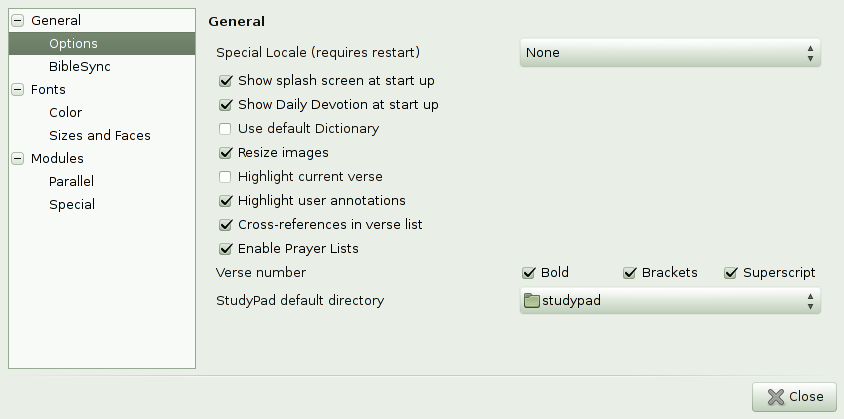 General
Options
BibleSync
Fonts
Color
Sizes and Faces
Modules
Parallel
Special
General
Special Locale (requires restart) None
Show splash screen at start up
Show Daily Devotion at start up
Use default Dictionary
Resize images
Highlight current verse
Highlight user annotations
Cross-references in verse list
Enable Prayer Lists
Verse number Bold Brackets Superscript
StudyPad default directory studypad
Close